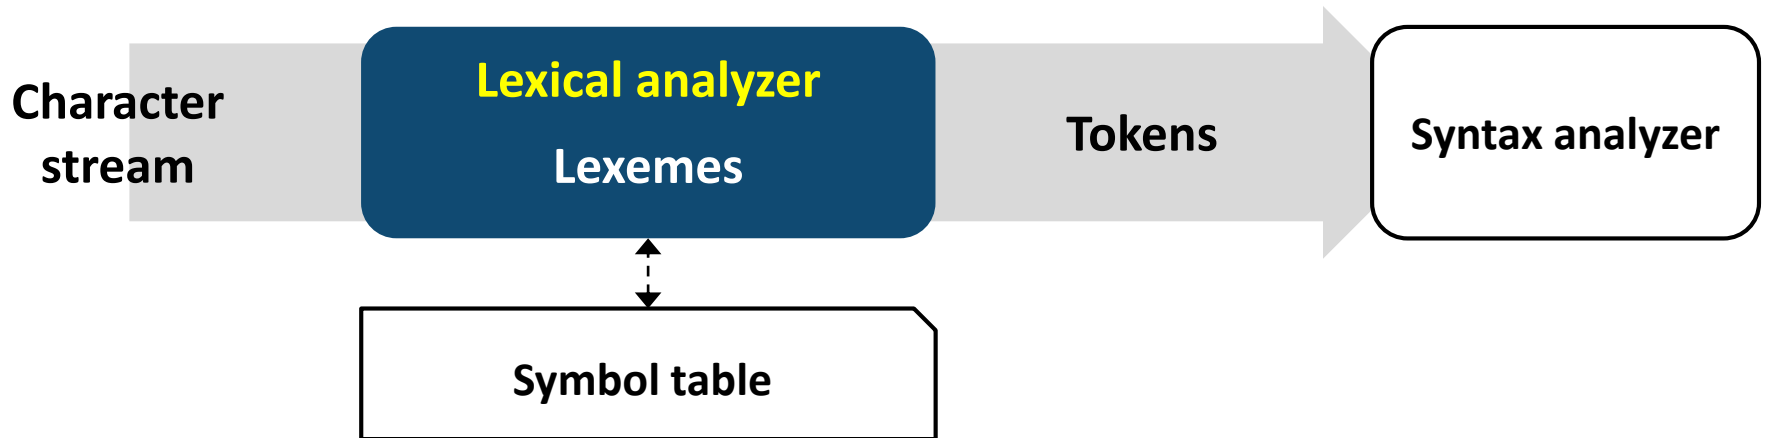 Character
stream
Lexical analyzer
Lexemes
Tokens
Syntax analyzer
Symbol table